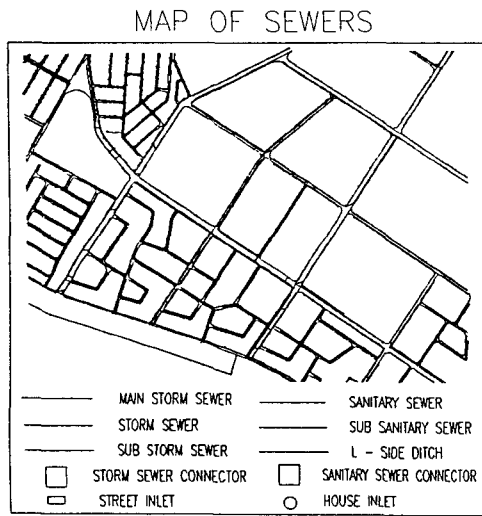 MAP OF SEWERS
MAIN STORM SEWER
SANITARY SEWER
STORM SEWER
SUB SANITARY SEWER
SUB STORM SEWER
L - SIDE DITCH
STORM SEWER CONNECTOR
SANITARY SEWER CONNECTOR
STREET INLET
HOUSE INLET